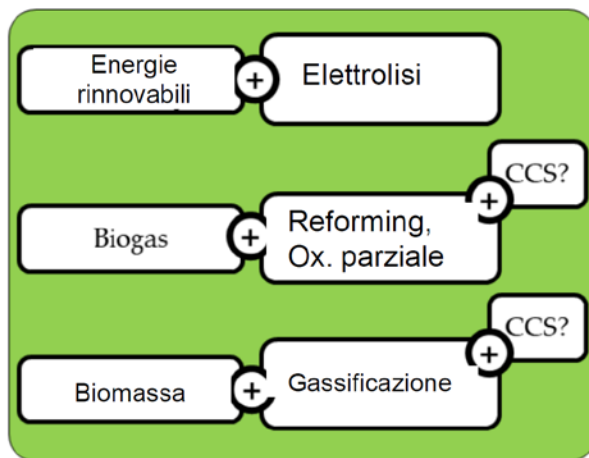 Energie
rinnovabili
+
Elettrolisi
CCS?
+
Biogas
+
Reforming,
Ox. parziale
CCS?
+
Biomassa
+
Gassificazione